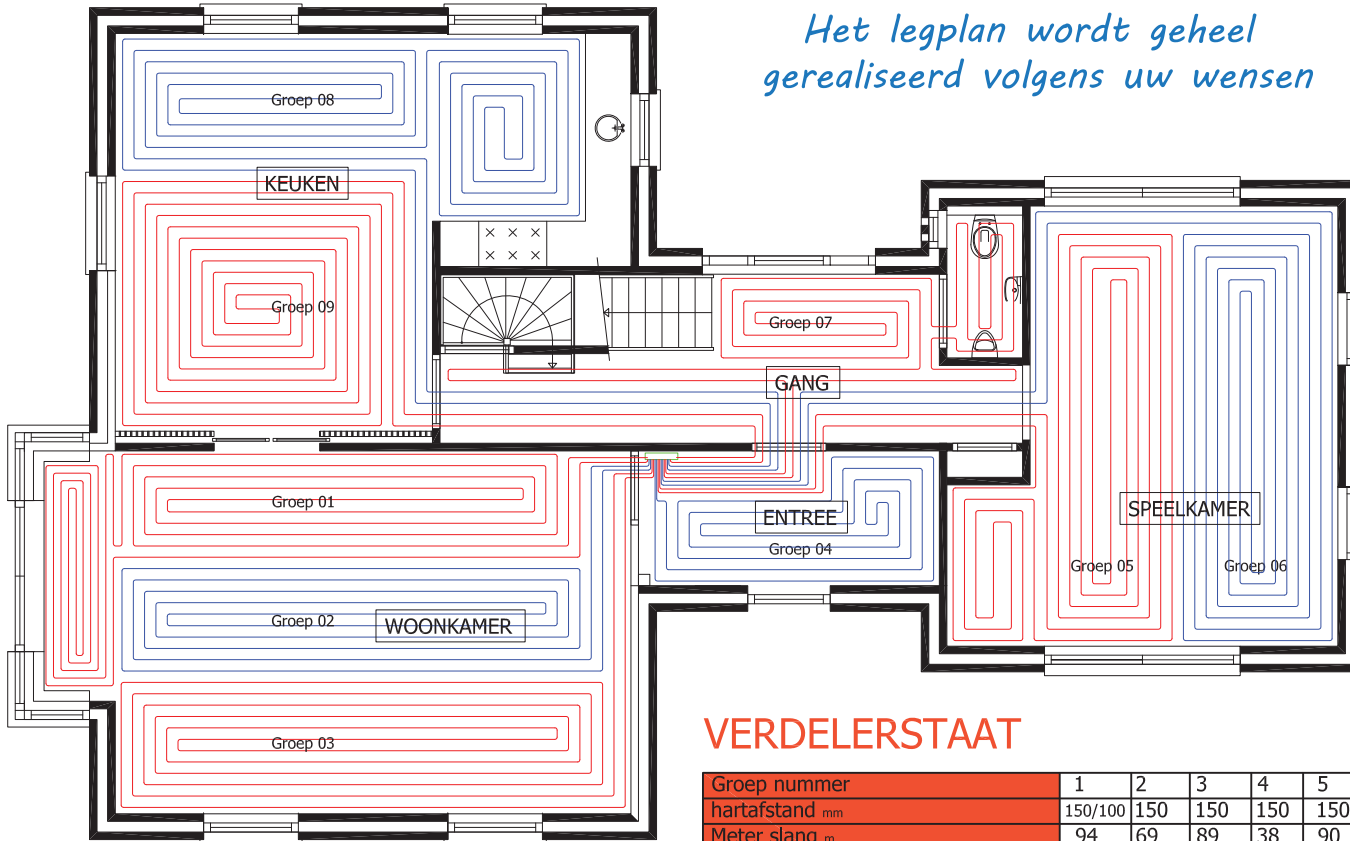 Het legplan wordt geheel
gerealiseerd volgens uw wensen
Groep 08
KEUKEN
Groep 09
Groep 07
GANG
Groep 01
ENTREE
Groep 04
SPEELKAMER
Groep 05
Groep 06
Groep 02
WOONKAMER
Groep 03
VERDELERSTAAT
Groep nummer 1 2 3 4 5
hartafstand mm 150/100 150 150 150 150
Meter slang m 94 69 89 38 90